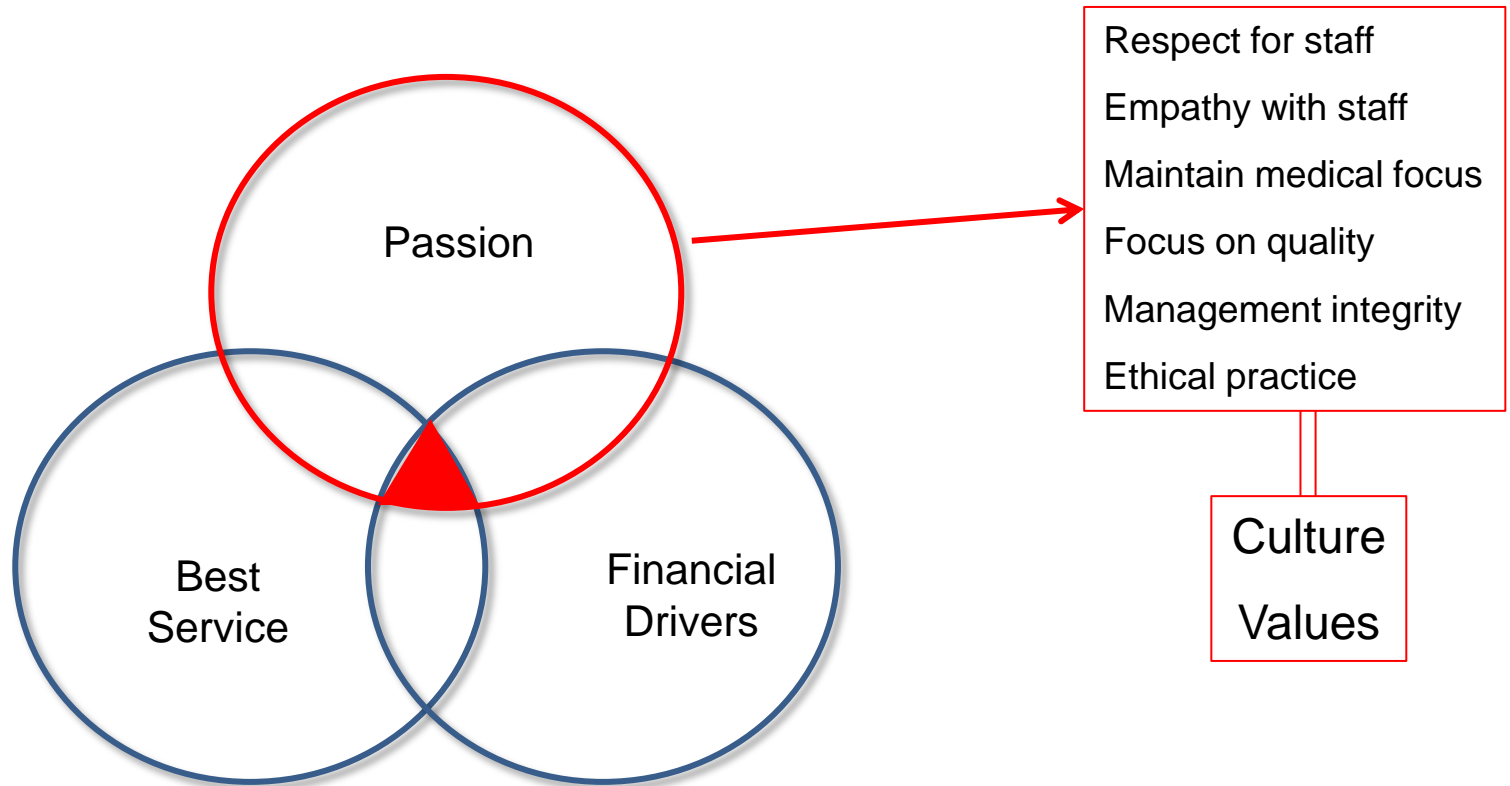 Passion
Best
Service
Financial
Drivers
Respect for staff
Empathy with staff
Maintain medical focus
Focus on quality
Management integrity
Ethical practice
Culture
Values